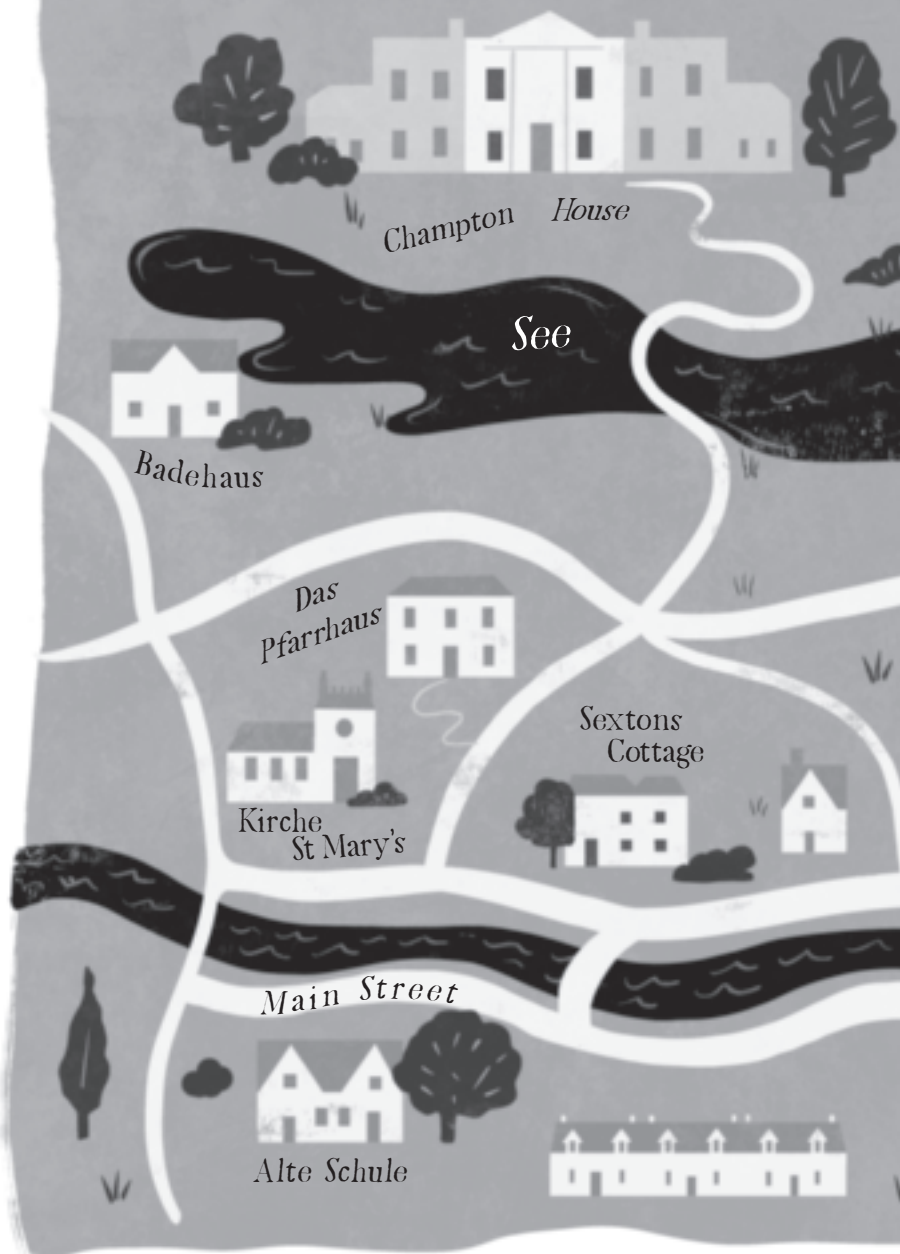 Champton House
See
Badehaus
Das
Pfarrhaus
Sextons
Cottage
Kirche
St Mary's
Main Street
Alte Schule